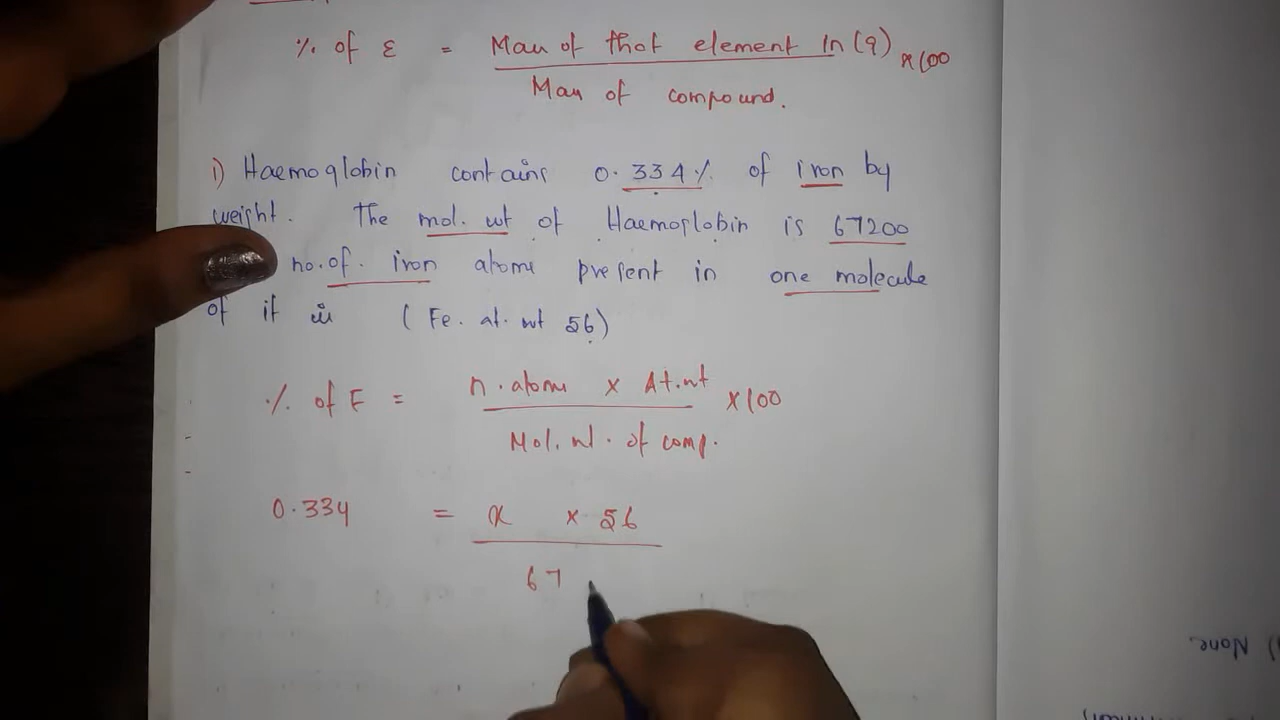 % of E = Mass of that element in (g) × 100
Mass of compound.
1) Haemoglobin contains 0.334% of iron by
weight. The mol. wt of Haemoglobin is 67200
no. of. iron atoms present in one molecule
of it is (Fe. at. wt 56)
% of E = n. atoms × At. wt × 100
Mol. wt. of comp.
0.334 = x × 56
67
) None.